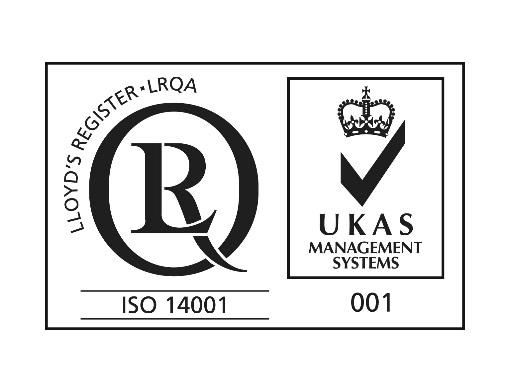 LLOYD'S REGISTER · LRQA
LR
ISO 14001
UKAS
MANAGEMENT
SYSTEMS
001